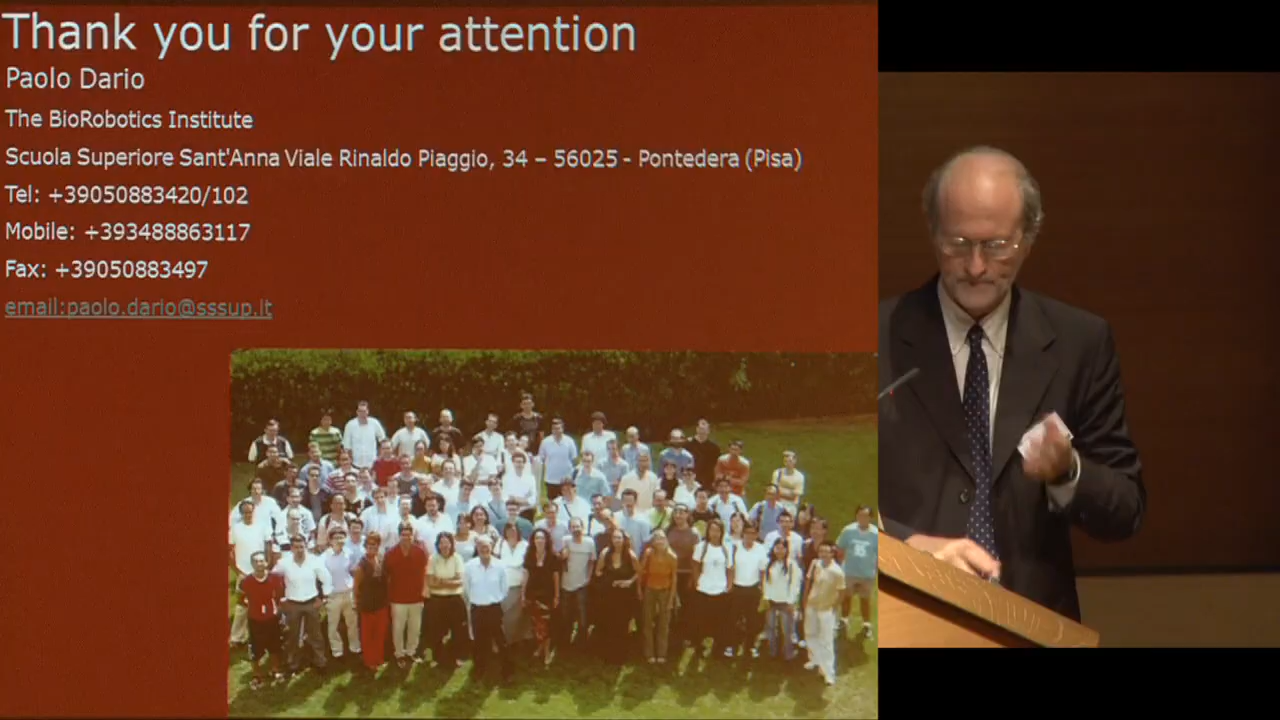 Thank you for your attention
Paolo Dario
The BioRobotics Institute
Scuola Superiore Sant'Anna Viale Rinaldo Piaggio, 34 – 56025 - Pontedera (Pisa)
Tel: +39050883420/102
Mobile: +393488863117
Fax: +39050883497
email:paolo.dario@sssup.it